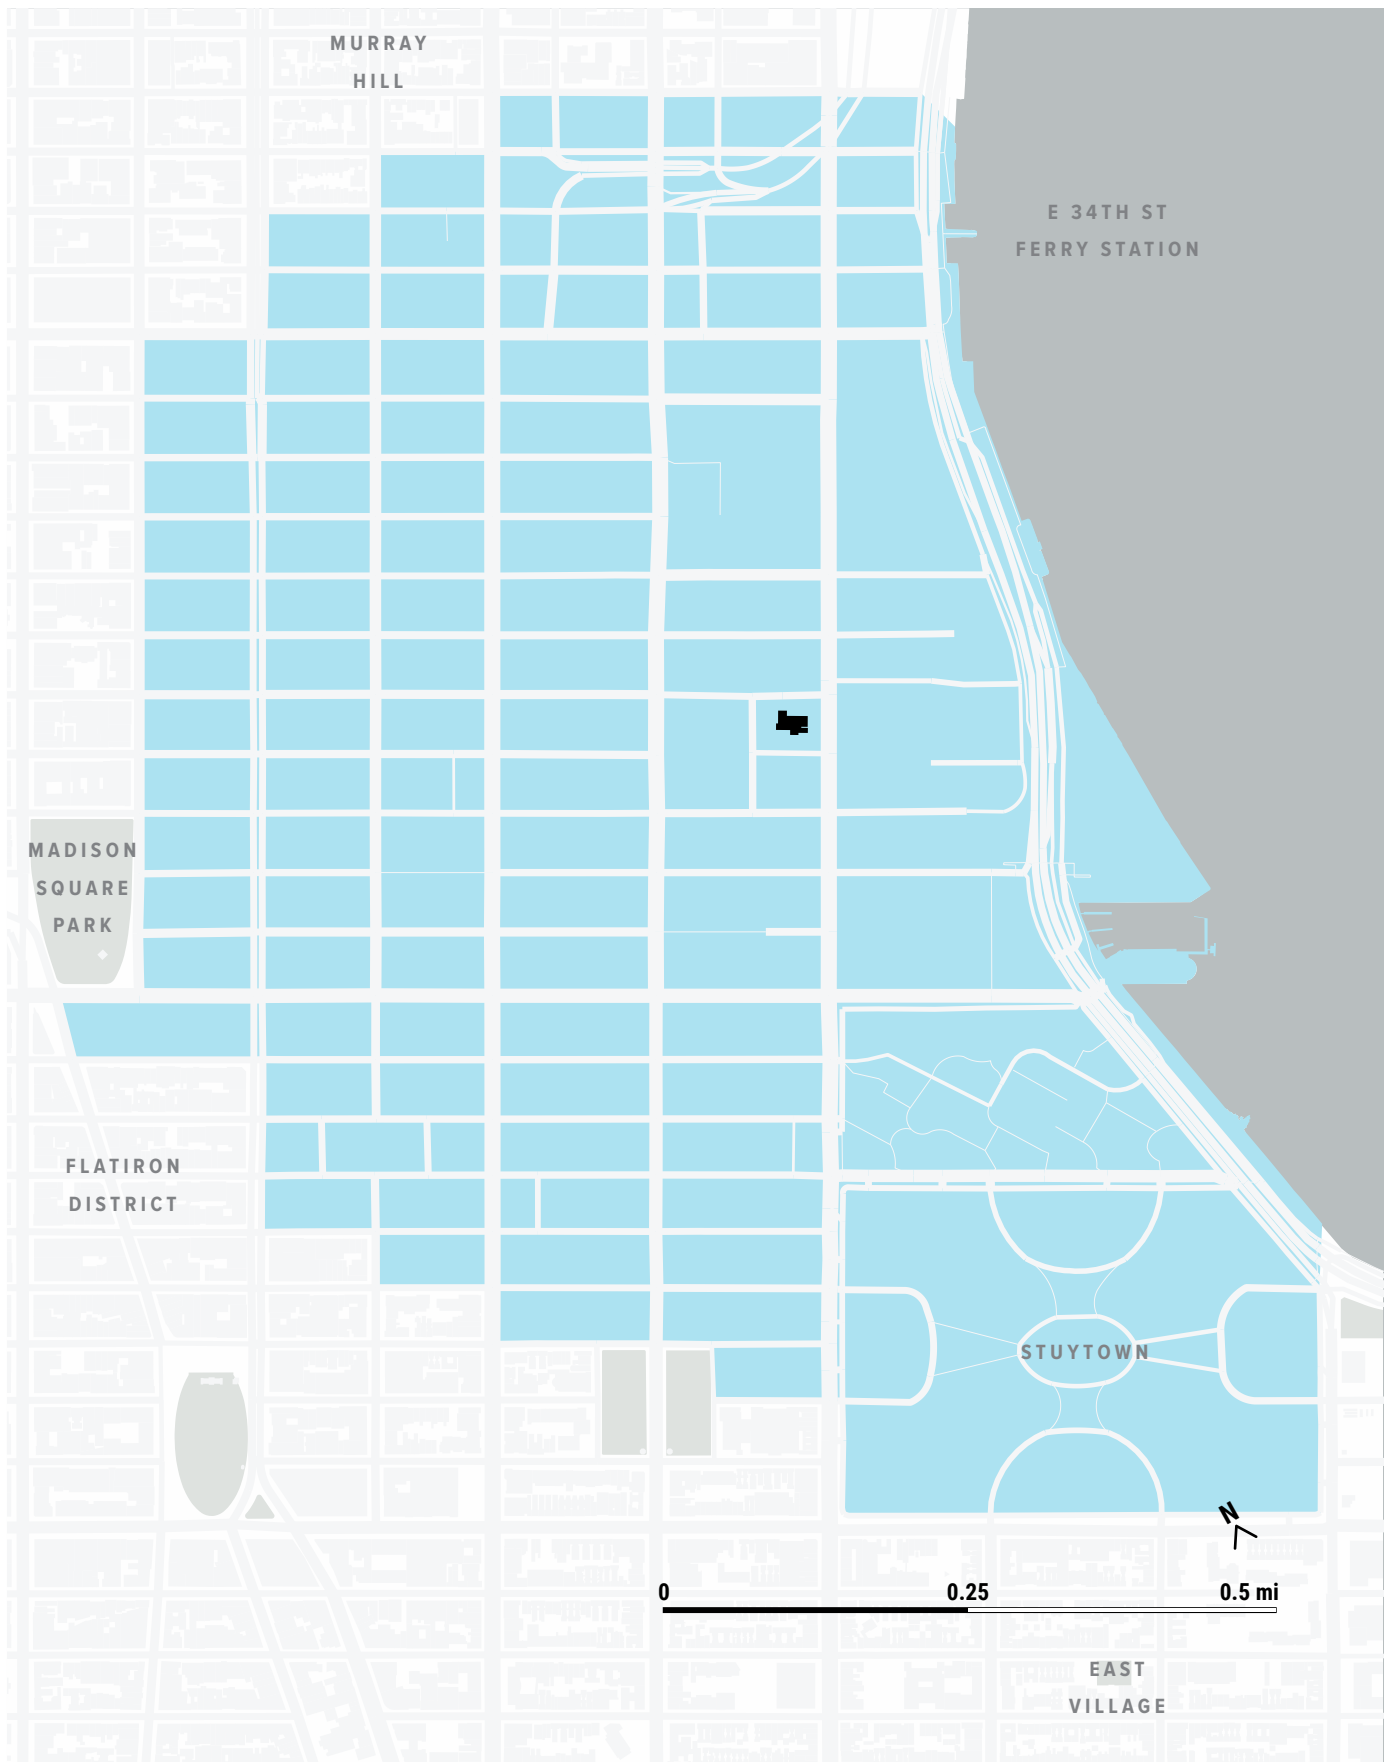 MURRAY
HILL
E 34TH ST
FERRY STATION
MADISON
SQUARE
PARK
FLATIRON
DISTRICT
STUYTOWN
N
0 0.25 0.5 mi
EAST
VILLAGE